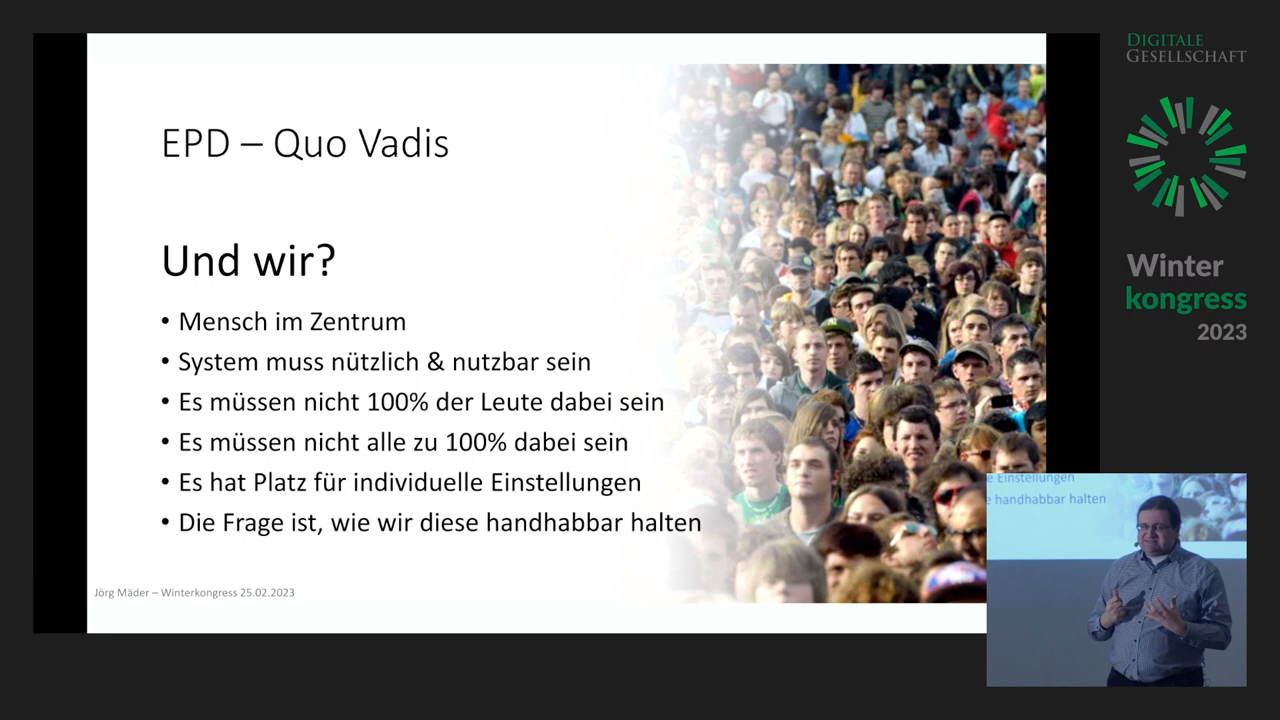 EPD – Quo Vadis
Und wir?
• Mensch im Zentrum
• System muss nützlich & nutzbar sein
• Es müssen nicht 100% der Leute dabei sein
• Es müssen nicht alle zu 100% dabei sein
• Es hat Platz für individuelle Einstellungen
• Die Frage ist, wie wir diese handhabbar halten
Jörg Mäder – Winterkongress 25.02.2023
DIGITALE
GESELLSCHAFT
Winter
kongress
2023
e Einstellungen
e handhabbar halten